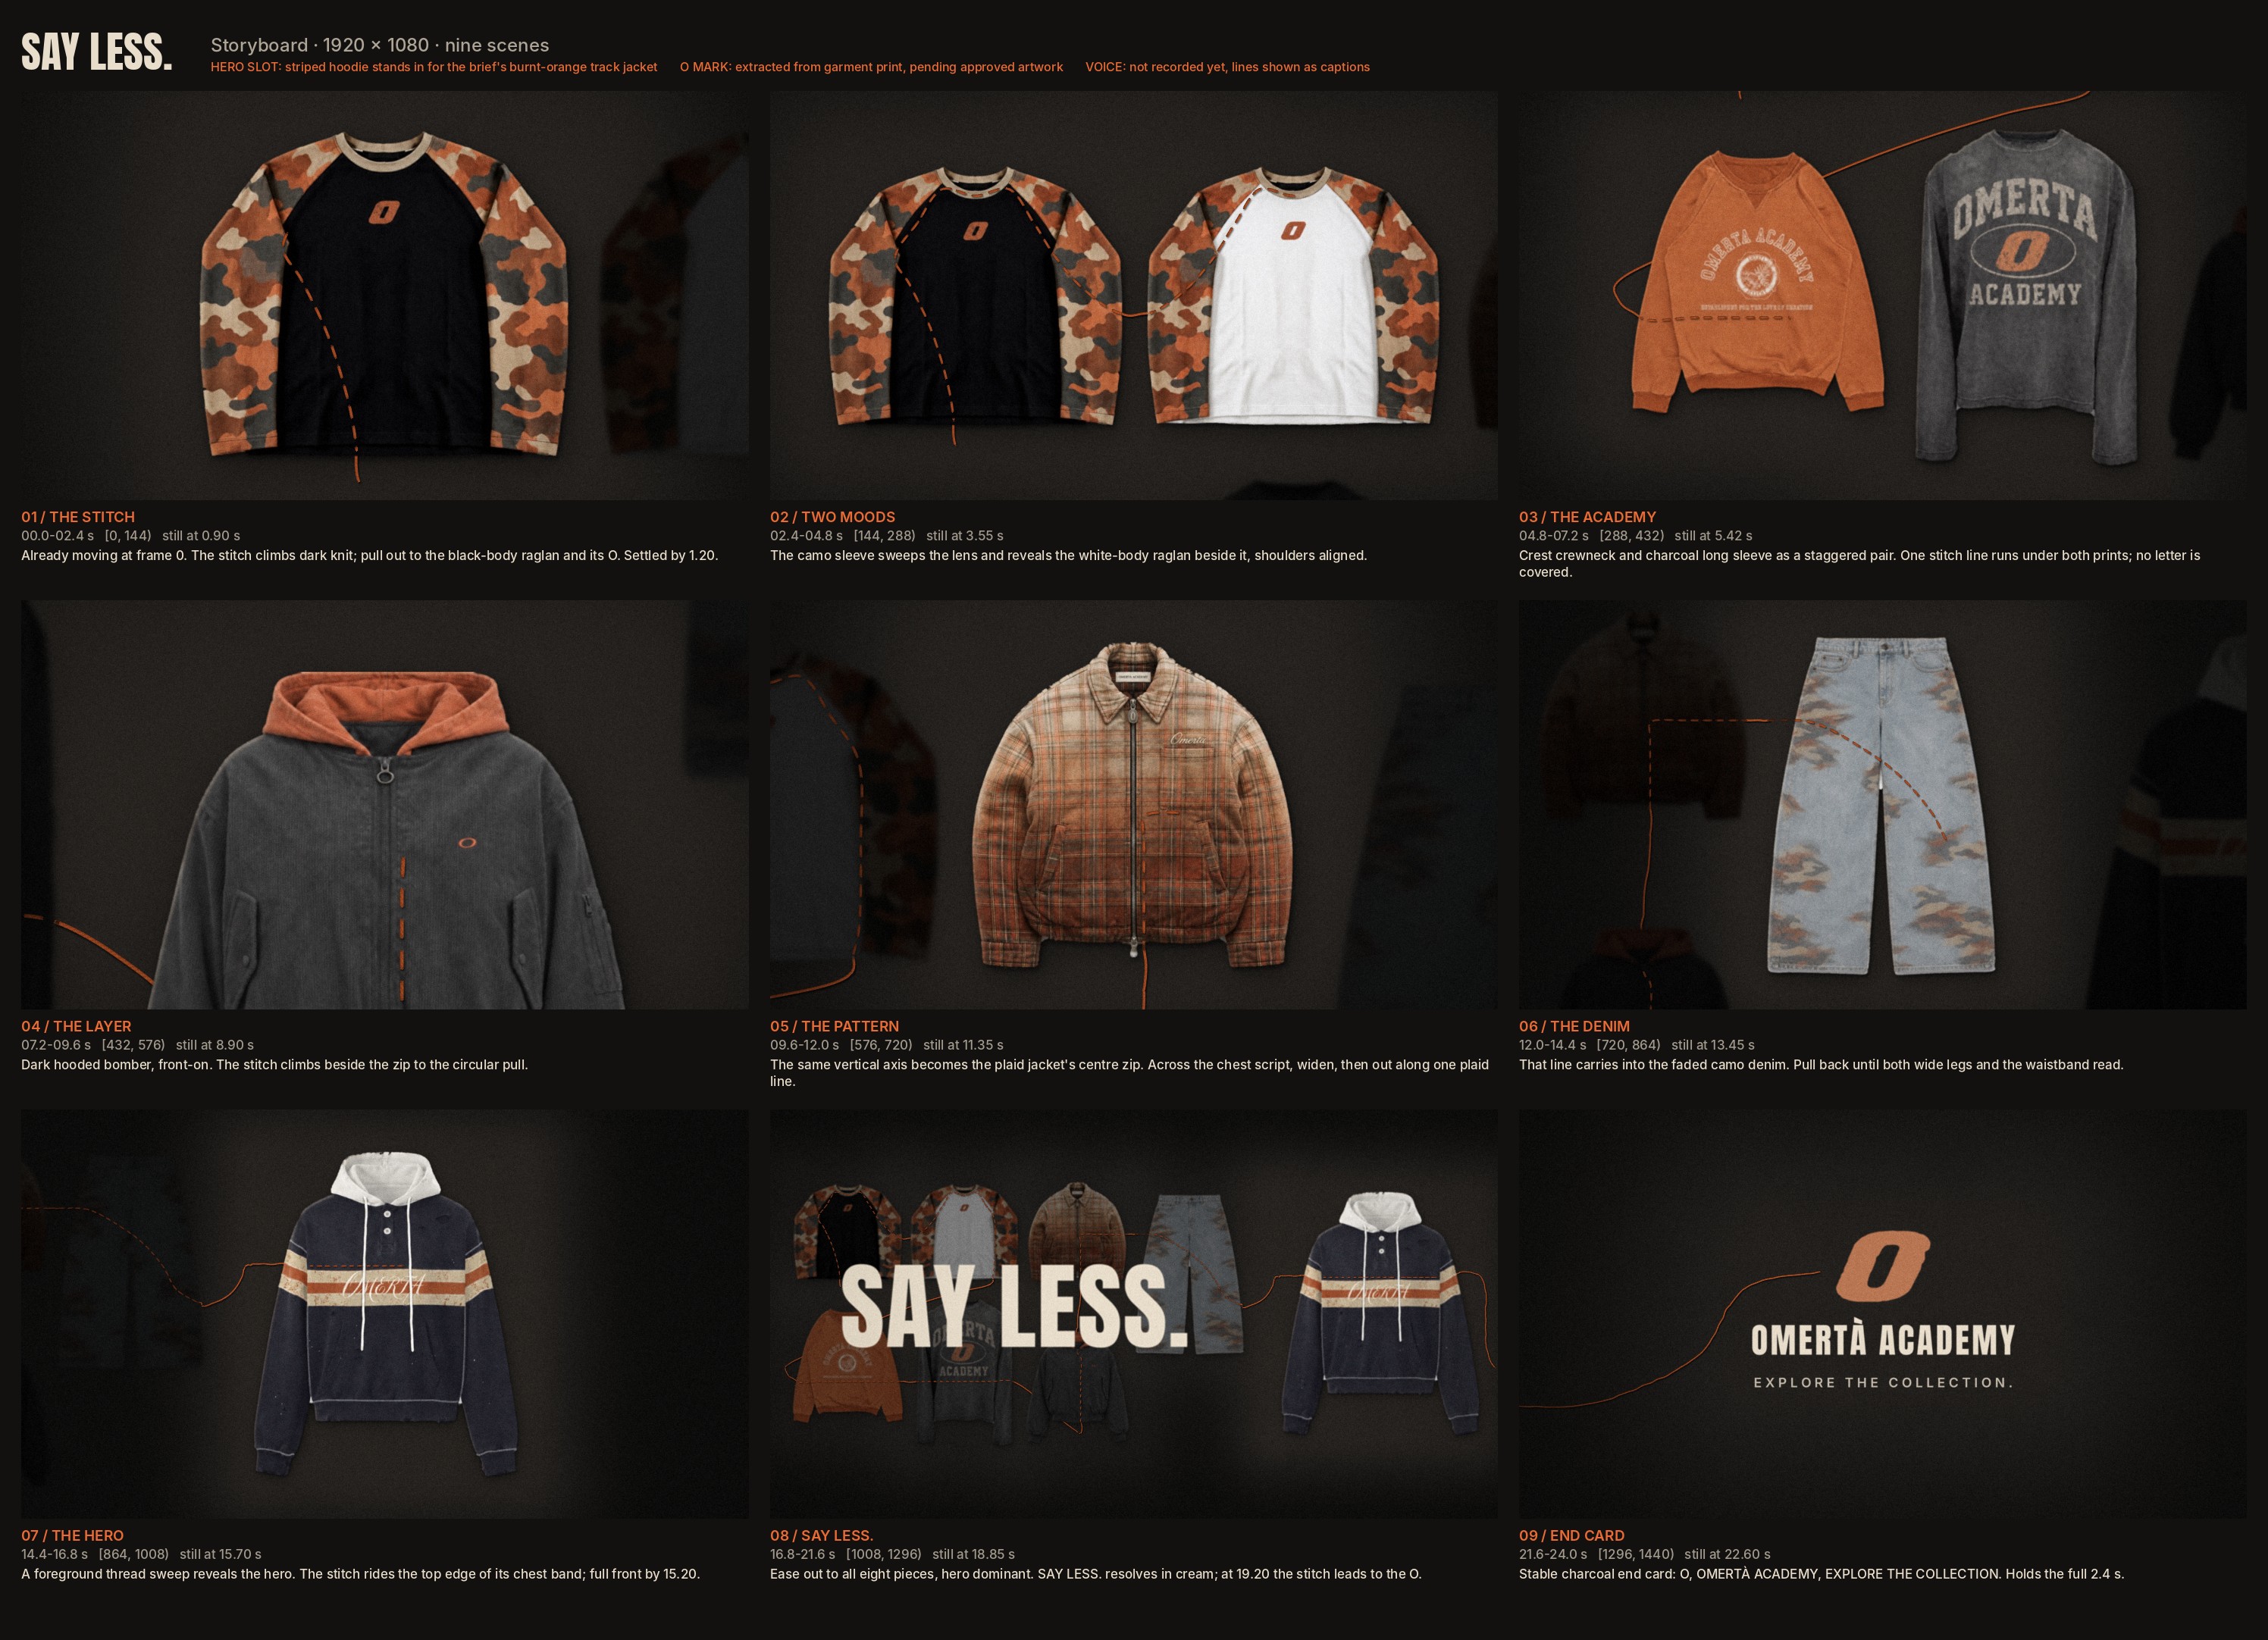 SAY LESS.
Storyboard · 1920 × 1080 · nine scenes
HERO SLOT: striped hoodie stands in for the brief's burnt-orange track jacket
O MARK: extracted from garment print, pending approved artwork
VOICE: not recorded yet, lines shown as captions
O
O
O
OMERTA ACADEMY
OMERTA
O
ACADEMY
01 / THE STITCH
00.0-02.4 s [0, 144) still at 0.90 s
Already moving at frame 0. The stitch climbs dark knit; pull out to the black-body raglan and its O. Settled by 1.20.
02 / TWO MOODS
02.4-04.8 s [144, 288) still at 3.55 s
The camo sleeve sweeps the lens and reveals the white-body raglan beside it, shoulders aligned.
03 / THE ACADEMY
04.8-07.2 s [288, 432) still at 5.42 s
Crest crewneck and charcoal long sleeve as a staggered pair. One stitch line runs under both prints; no letter is
covered.
Omerta
04 / THE LAYER
07.2-09.6 s [432, 576) still at 8.90 s
Dark hooded bomber, front-on. The stitch climbs beside the zip to the circular pull.
05 / THE PATTERN
09.6-12.0 s [576, 720) still at 11.35 s
The same vertical axis becomes the plaid jacket's centre zip. Across the chest script, widen, then out along one plaid
line.
06 / THE DENIM
12.0-14.4 s [720, 864) still at 13.45 s
That line carries into the faded camo denim. Pull back until both wide legs and the waistband read.
OMERTA
SAY LESS.
OMERTA
OMERTA ACADEMY
ACADEMY
O
OMERTÀ ACADEMY
EXPLORE THE COLLECTION.
07 / THE HERO
14.4-16.8 s [864, 1008) still at 15.70 s
A foreground thread sweep reveals the hero. The stitch rides the top edge of its chest band; full front by 15.20.
08 / SAY LESS.
16.8-21.6 s [1008, 1296) still at 18.85 s
Ease out to all eight pieces, hero dominant. SAY LESS. resolves in cream; at 19.20 the stitch leads to the O.
09 / END CARD
21.6-24.0 s [1296, 1440) still at 22.60 s
Stable charcoal end card: O, OMERTÀ ACADEMY, EXPLORE THE COLLECTION. Holds the full 2.4 s.